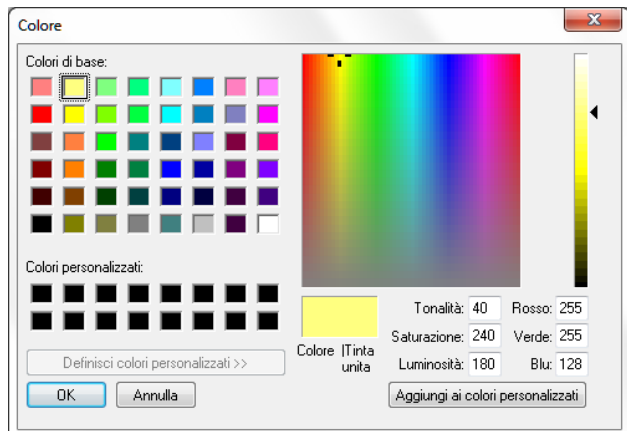 Colore
Colori di base:
Colori personalizzati:
Definisci colori personalizzati >>
OK
Annulla
Colore |Tinta
unita
Tonalità: 40
Rosso: 255
Saturazione: 240
Verde: 255
Luminosità: 180
Blu: 128
Aggiungi ai colori personalizzati